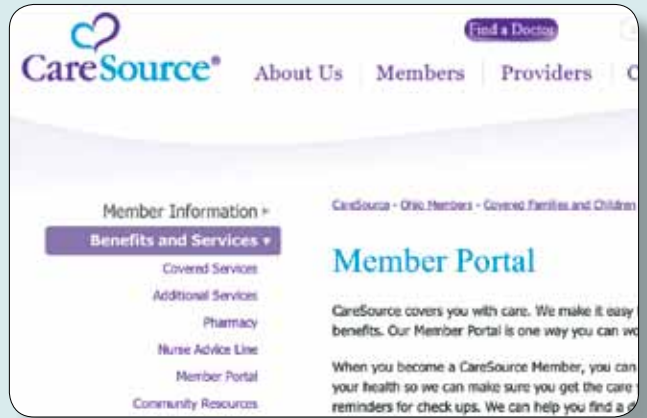 Find a Doctor
CareSource®
About Us Members Providers
Member Information
Benefits and Services
Covered Services
Additional Services
Pharmacy
Nurse Advice Line
Member Portal
Community Resources
CareSource - Ohio Members - Covered Families and Children
Member Portal
CareSource covers you with care. We make it easy
benefits. Our Member Portal is one way you can
When you become a CareSource Member, you can
your health so we can make sure you get the care
reminders for check ups. We can help you find a